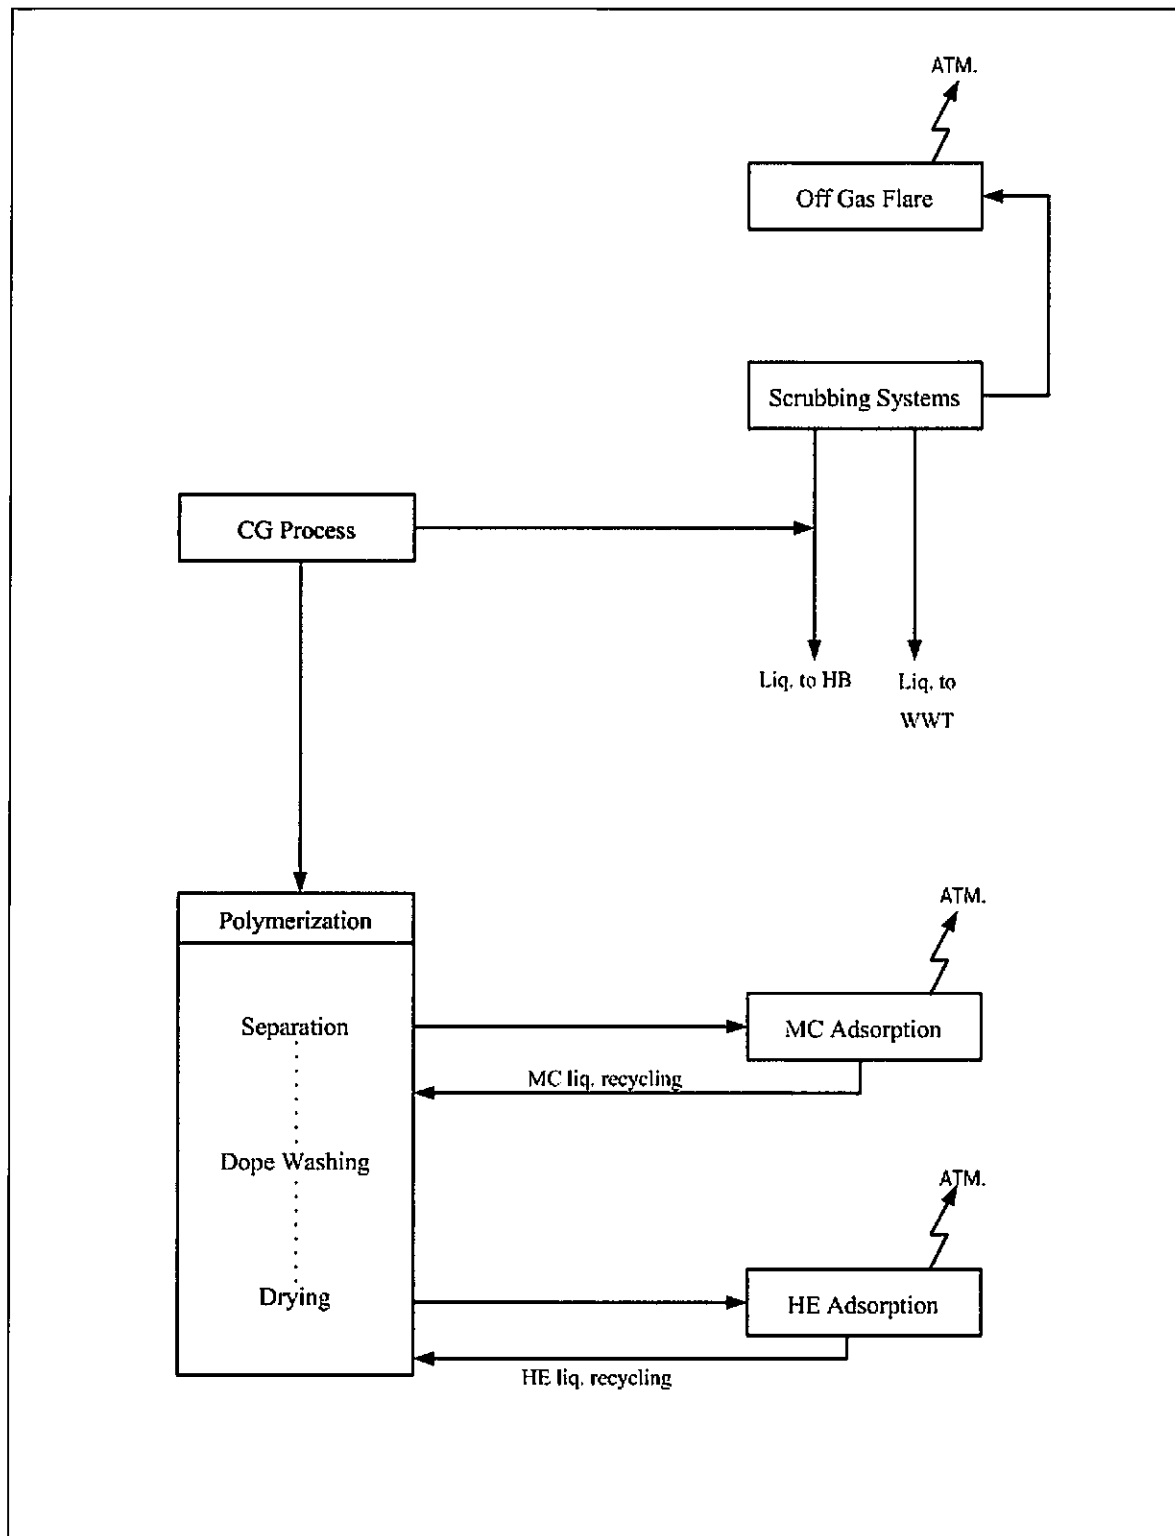 ATM.
Off Gas Flare
Scrubbing Systems
CG Process
Liq. to HB
Liq. to
WWT
Polymerization
ATM.
Separation
MC Adsorption
MC liq. recycling
Dope Washing
ATM.
Drying
HE Adsorption
HE liq. recycling